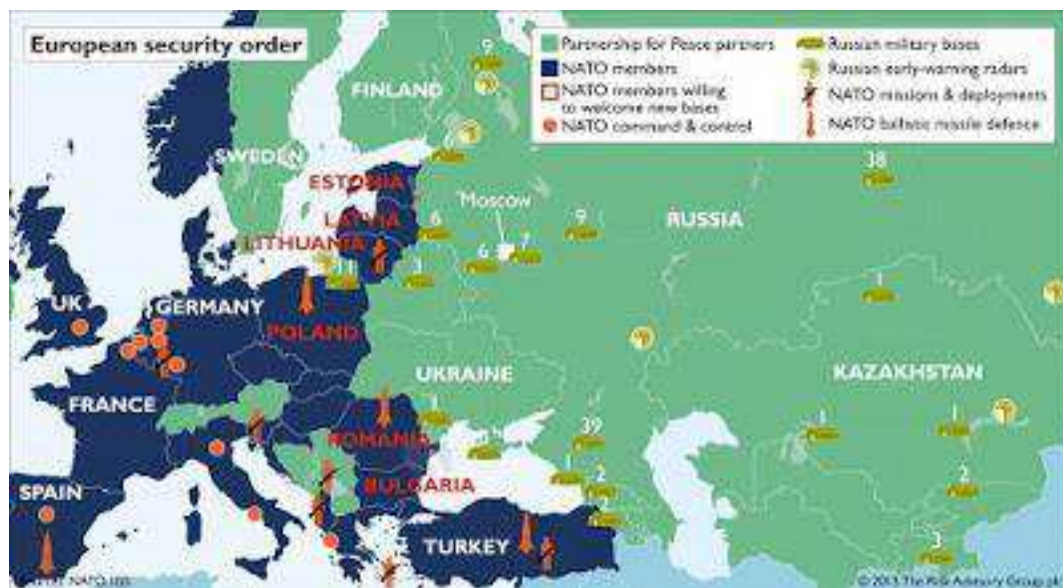 European security order
Partnership for Peace partners
NATO members
NATO members willing
to welcome new bases
NATO command & control
Russian military bases
Russian early-warning radars
NATO missions & deployments
NATO ballistic missile defence
9
FINLAND
SWEDEN
38
ESTONIA
Moscow
RUSSIA
LATVIA
6
9
LITHUANIA
6
7
11
3
1
UK
GERMANY
POLAND
UKRAINE
KAZAKHSTAN
FRANCE
1
1
1
ROMANIA
39
SPAIN
BULGARIA
1
2
2
TURKEY
3
© 2015 The Risk Advisory Group